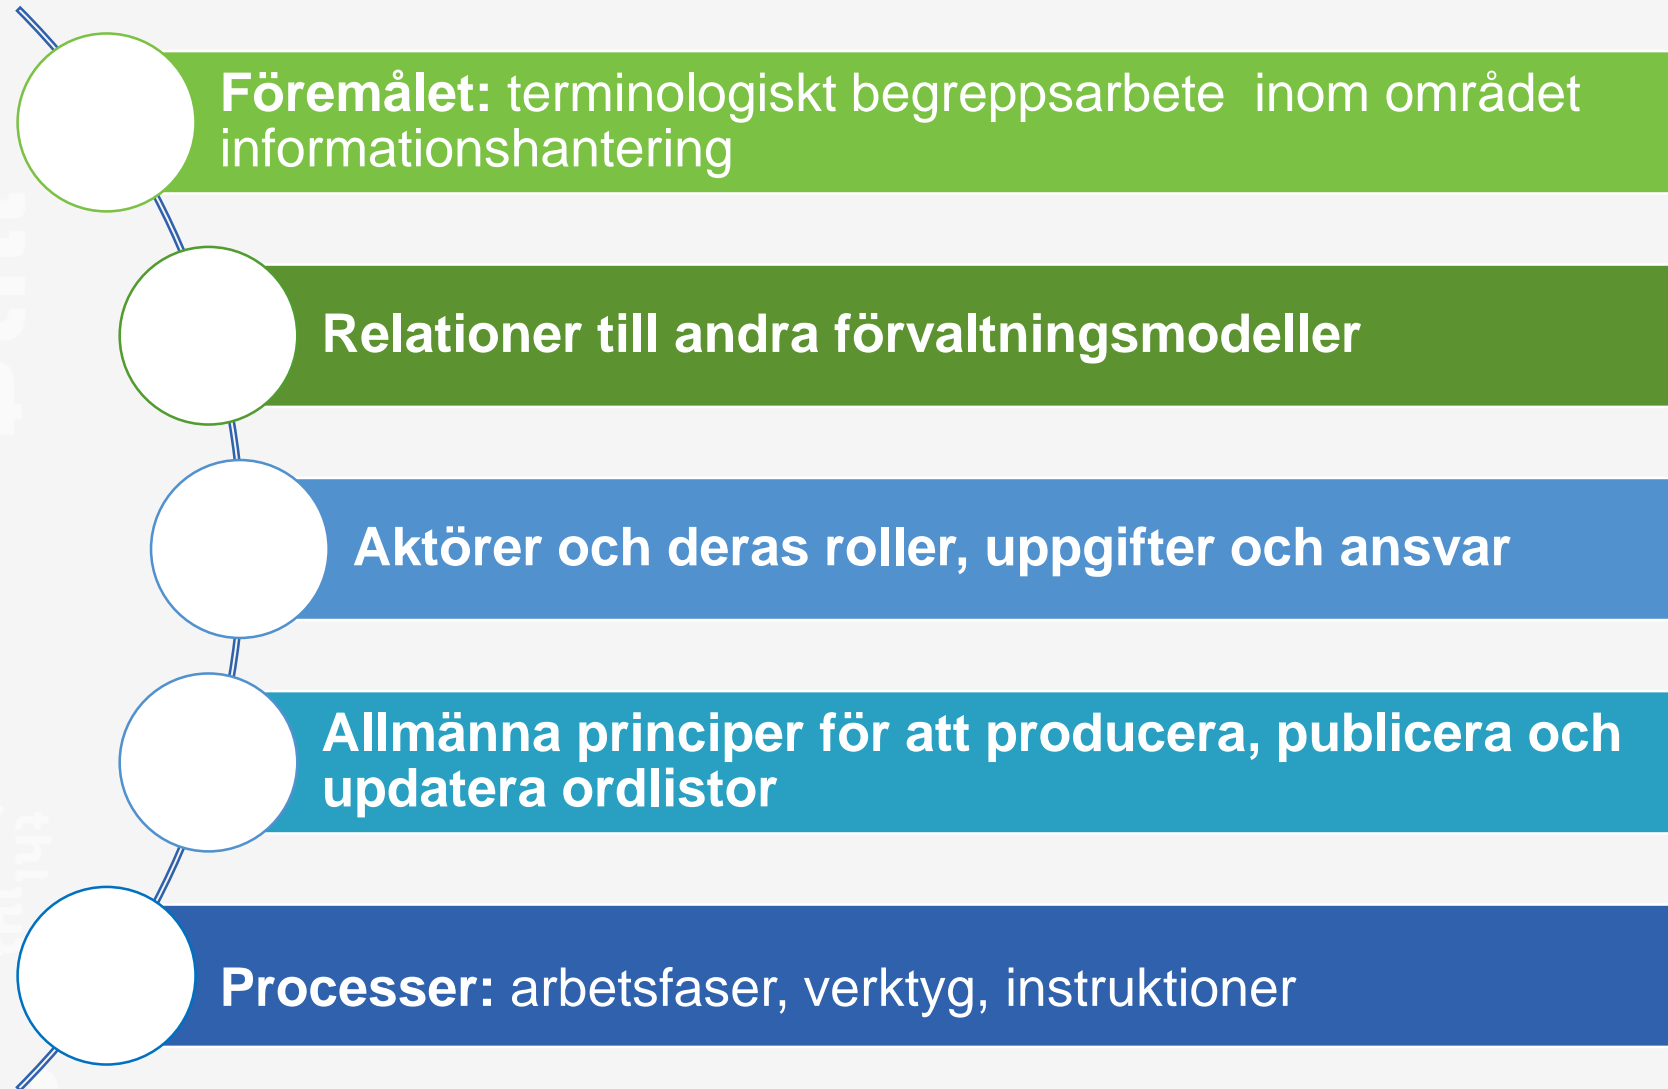 Föremålet: terminologiskt begreppsarbete  inom området
informationshantering
Relationer till andra förvaltningsmodeller
Aktörer och deras roller, uppgifter och ansvar
Allmänna principer för att producera, publicera och
updatera ordlistor
Processer: arbetsfaser, verktyg, instruktioner